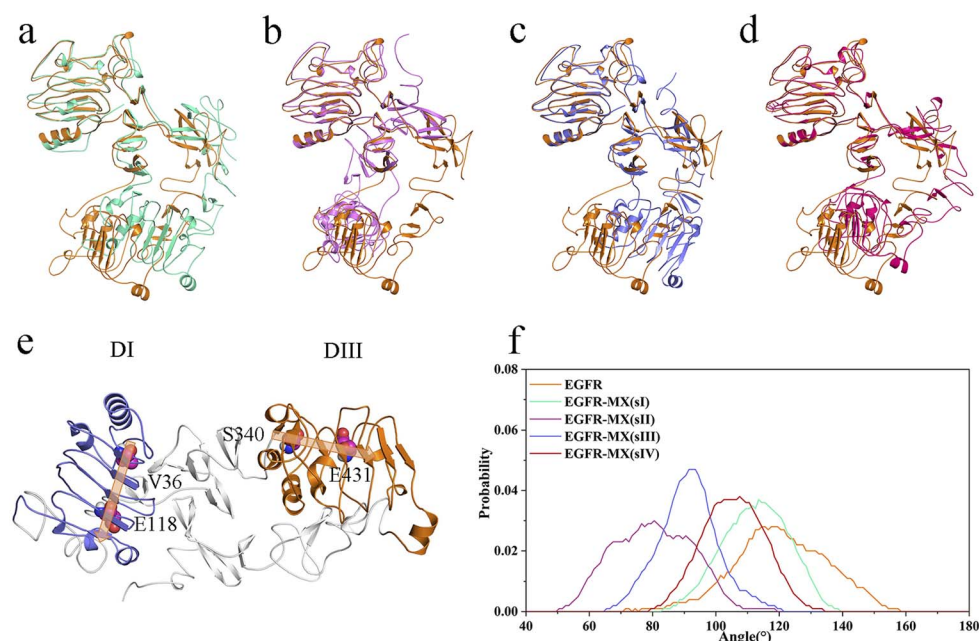 a b c d
e DI DIII f
S340
V36
E431
E118
0.08
EGFR
EGFR-MX(sI)
EGFR-MX(sII)
0.06
EGFR-MX(sIII)
EGFR-MX(sIV)
Probability
0.04
0.02
0.00
40 60 80 100 120 140 160 180
Angle(°)